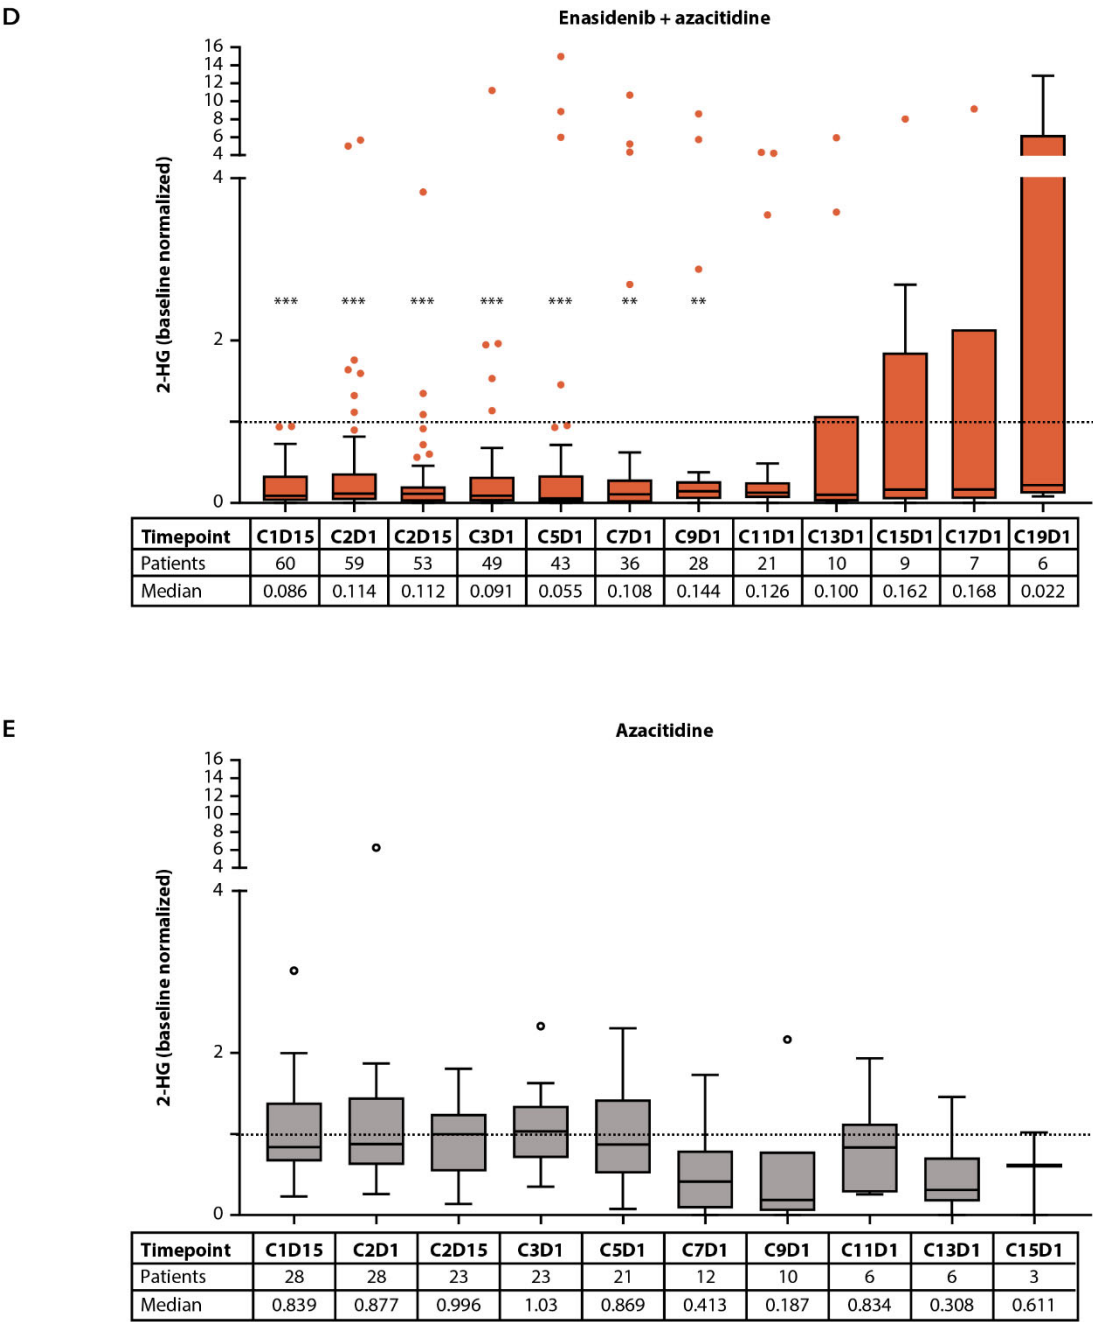 D
Enasidenib + azacitidine
16
14
12
10
8
6
4
4
2
0
2-HG (baseline normalized)
*** *** *** *** *** ** **
Timepoint C1D15 C2D1 C2D15 C3D1 C5D1 C7D1 C9D1 C11D1 C13D1 C15D1 C17D1 C19D1
Patients 60 59 53 49 43 36 28 21 10 9 7 6
Median 0.086 0.114 0.112 0.091 0.055 0.108 0.144 0.126 0.100 0.162 0.168 0.022
E
Azacitidine
16
14
12
10
8
6
4
4
2
0
2-HG (baseline normalized)
Timepoint C1D15 C2D1 C2D15 C3D1 C5D1 C7D1 C9D1 C11D1 C13D1 C15D1
Patients 28 28 23 23 21 12 10 6 6 3
Median 0.839 0.877 0.996 1.03 0.869 0.413 0.187 0.834 0.308 0.611